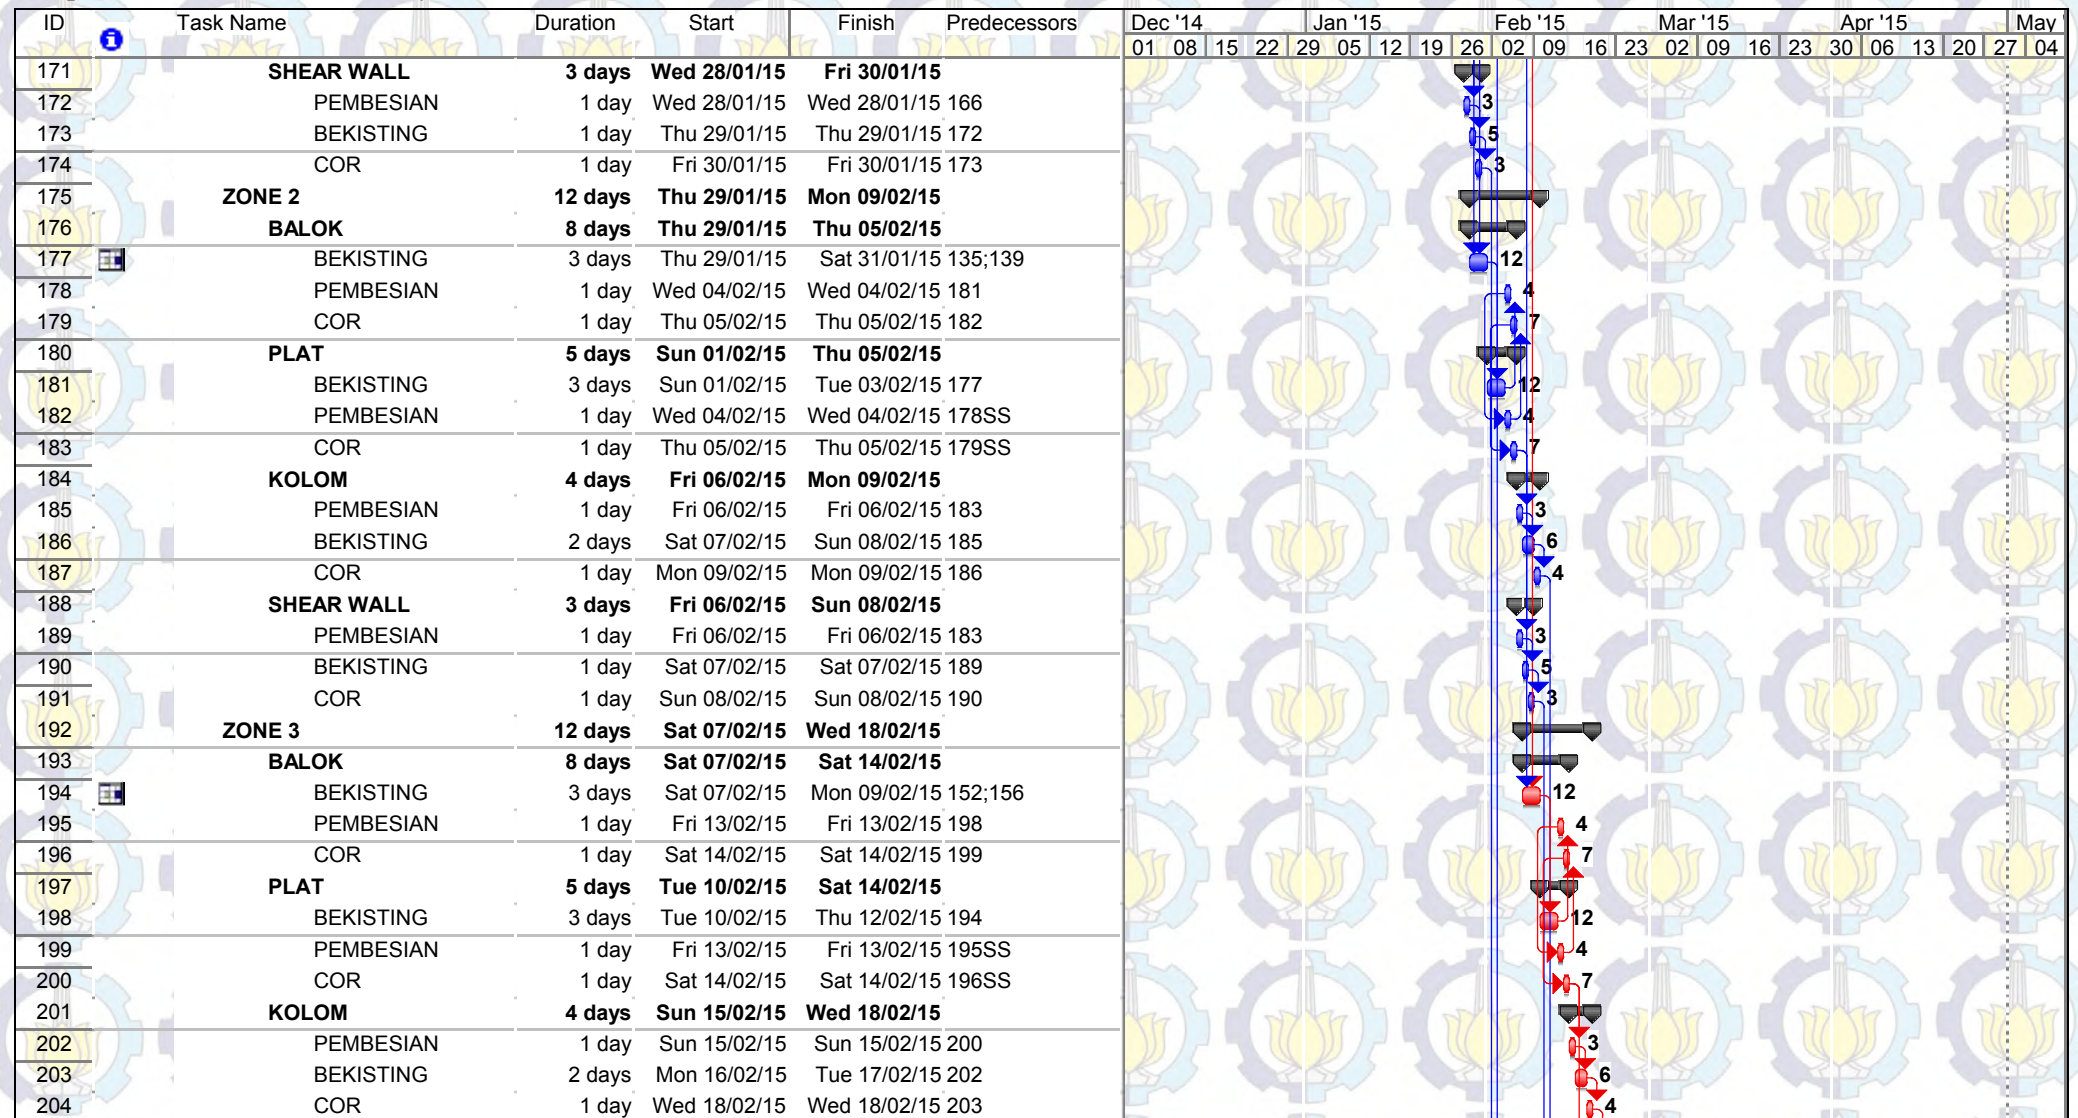 ID Task Name Duration Start Finish Predecessors Dec '14 Jan '15 Feb '15 Mar '15 Apr '15 May '
01 08 15 22 29 05 12 19 26 02 09 16 23 02 09 16 23 30 06 13 20 27 04
171 SHEAR WALL 3 days Wed 28/01/15 Fri 30/01/15
172 PEMBESIAN 1 day Wed 28/01/15 Wed 28/01/15 166 3
173 BEKISTING 1 day Thu 29/01/15 Thu 29/01/15 172 5
174 COR 1 day Fri 30/01/15 Fri 30/01/15 173 3
175 ZONE 2 12 days Thu 29/01/15 Mon 09/02/15
176 BALOK 8 days Thu 29/01/15 Thu 05/02/15
177 BEKISTING 3 days Thu 29/01/15 Sat 31/01/15 135;139 12
178 PEMBESIAN 1 day Wed 04/02/15 Wed 04/02/15 181 4
179 COR 1 day Thu 05/02/15 Thu 05/02/15 182 7
180 PLAT 5 days Sun 01/02/15 Thu 05/02/15
181 BEKISTING 3 days Sun 01/02/15 Tue 03/02/15 177 12
182 PEMBESIAN 1 day Wed 04/02/15 Wed 04/02/15 178SS 4
183 COR 1 day Thu 05/02/15 Thu 05/02/15 179SS 7
184 KOLOM 4 days Fri 06/02/15 Mon 09/02/15
185 PEMBESIAN 1 day Fri 06/02/15 Fri 06/02/15 183 3
186 BEKISTING 2 days Sat 07/02/15 Sun 08/02/15 185 6
187 COR 1 day Mon 09/02/15 Mon 09/02/15 186 4
188 SHEAR WALL 3 days Fri 06/02/15 Sun 08/02/15
189 PEMBESIAN 1 day Fri 06/02/15 Fri 06/02/15 183 3
190 BEKISTING 1 day Sat 07/02/15 Sat 07/02/15 189 5
191 COR 1 day Sun 08/02/15 Sun 08/02/15 190 3
192 ZONE 3 12 days Sat 07/02/15 Wed 18/02/15
193 BALOK 8 days Sat 07/02/15 Sat 14/02/15
194 BEKISTING 3 days Sat 07/02/15 Mon 09/02/15 152;156 12
195 PEMBESIAN 1 day Fri 13/02/15 Fri 13/02/15 198 4
196 COR 1 day Sat 14/02/15 Sat 14/02/15 199 7
197 PLAT 5 days Tue 10/02/15 Sat 14/02/15
198 BEKISTING 3 days Tue 10/02/15 Thu 12/02/15 194 12
199 PEMBESIAN 1 day Fri 13/02/15 Fri 13/02/15 195SS 4
200 COR 1 day Sat 14/02/15 Sat 14/02/15 196SS 7
201 KOLOM 4 days Sun 15/02/15 Wed 18/02/15
202 PEMBESIAN 1 day Sun 15/02/15 Sun 15/02/15 200 3
203 BEKISTING 2 days Mon 16/02/15 Tue 17/02/15 202 6
204 COR 1 day Wed 18/02/15 Wed 18/02/15 203 4